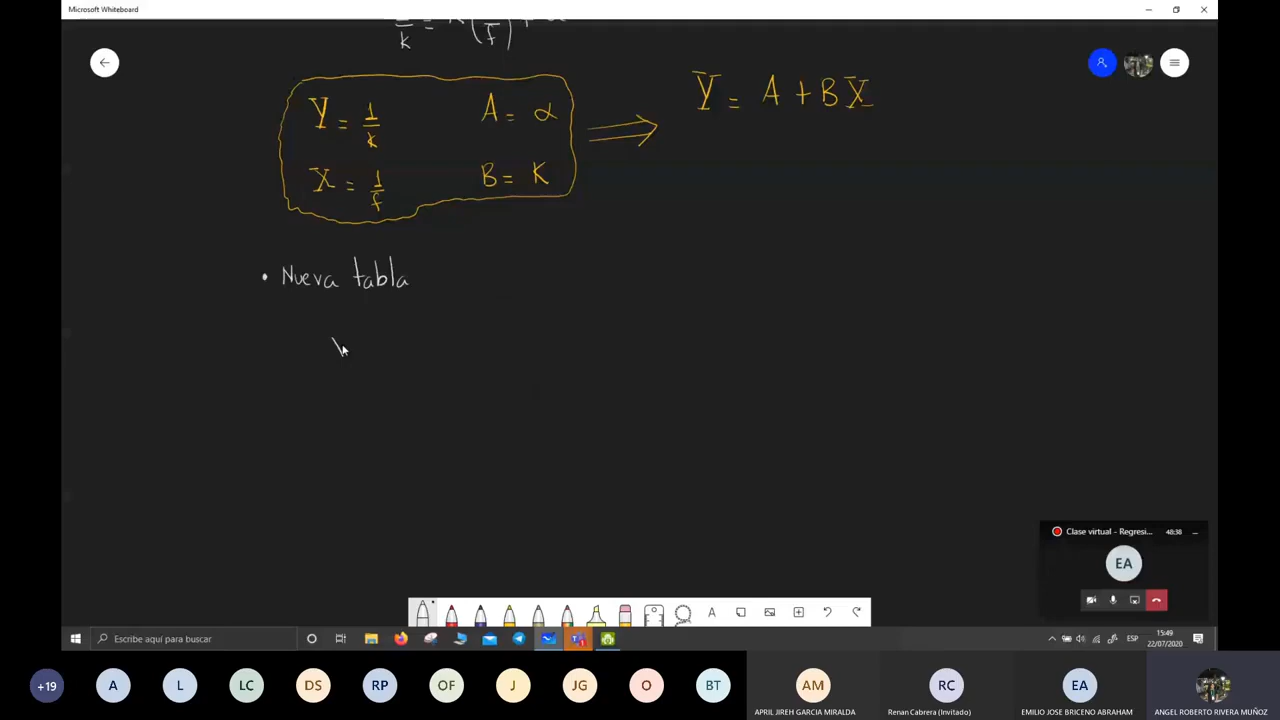 Microsoft Whiteboard
Y = 1/k A = α
X = 1/f B = K
⟹ Y = A + BX
• Nueva tabla
Clase virtual - Regresi... 48:38
EA
Escribe aquí para buscar
ESP
15:49
22/07/2020
+19 A L LC DS RP OF J JG O BT AM RC EA
APRIL JIREH GARCIA MIRALDA
Renan Cabrera (Invitado)
EMILIO JOSE BRICENO ABRAHAM
ANGEL ROBERTO RIVERA MUÑOZ